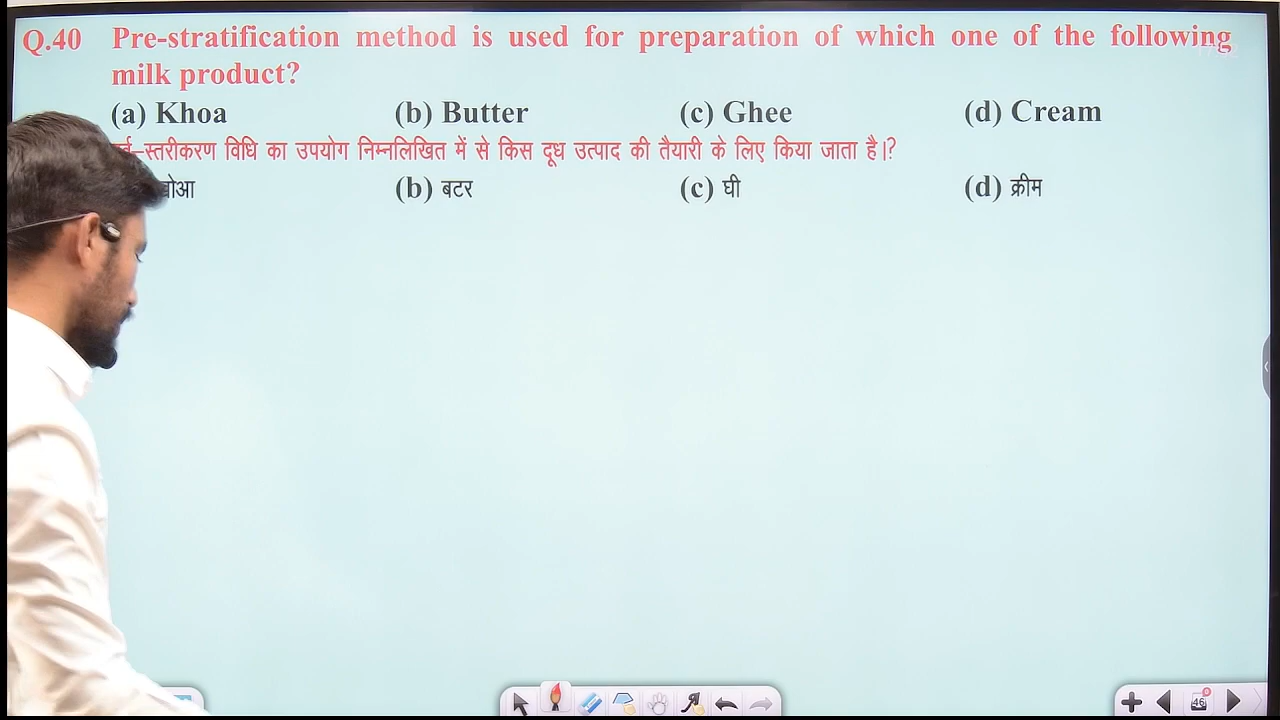 Q.40 Pre-stratification method is used for preparation of which one of the following
milk product?
(a) Khoa (b) Butter (c) Ghee (d) Cream
स्तरीकरण विधि का उपयोग निम्नलिखित में से किस दूध उत्पाद की तैयारी के लिए किया जाता है।?
(b) बटर (c) घी (d) क्रीम
46